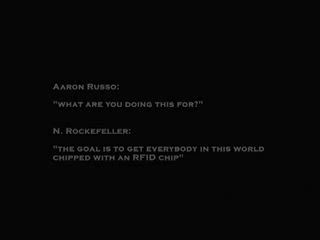 Aaron Russo:
"what are you doing this for?"
N. Rockefeller:
"the goal is to get everybody in this world
chipped with an RFID chip"